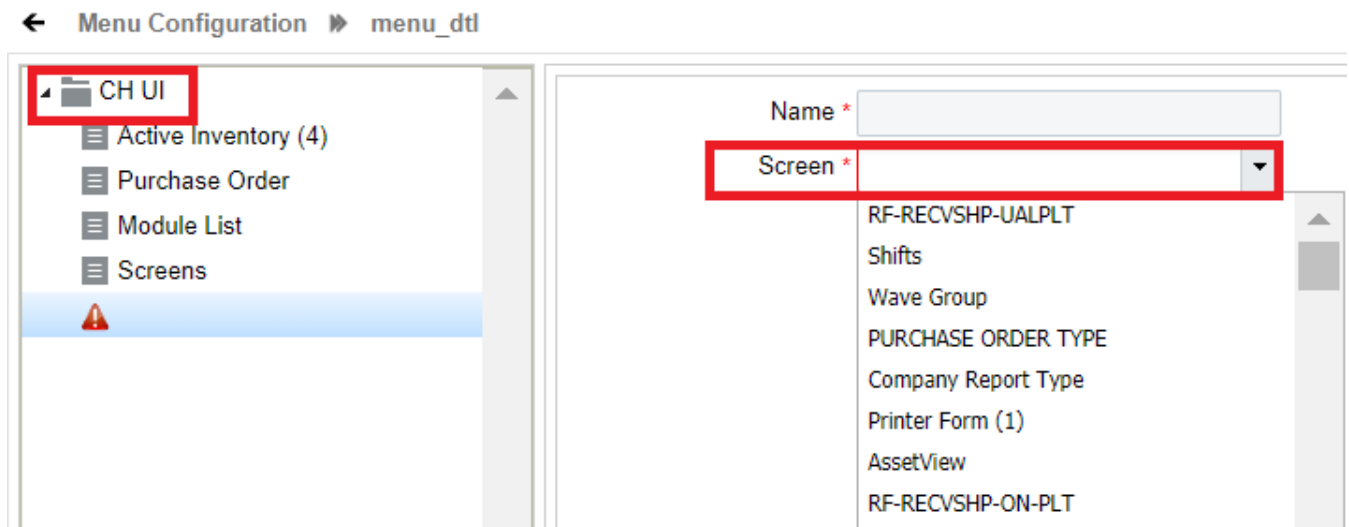 Menu Configuration menu_dtl
CH UI
Active Inventory (4)
Purchase Order
Module List
Screens
Name *
Screen *
RF-RECVSHP-UALPLT
Shifts
Wave Group
PURCHASE ORDER TYPE
Company Report Type
Printer Form (1)
AssetView
RF-RECVSHP-ON-PLT